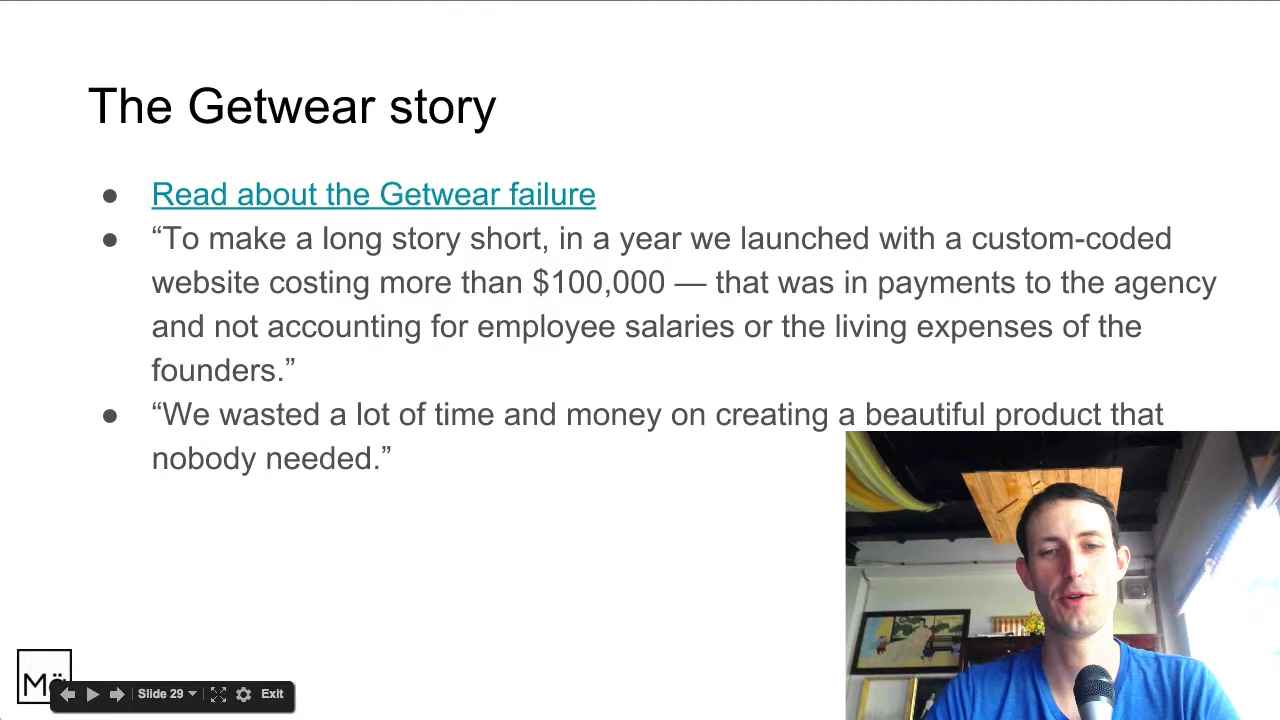 The Getwear story
● Read about the Getwear failure
● “To make a long story short, in a year we launched with a custom-coded
website costing more than $100,000 — that was in payments to the agency
and not accounting for employee salaries or the living expenses of the
founders.”
● “We wasted a lot of time and money on creating a beautiful product that
nobody needed.”
Slide 29
Exit